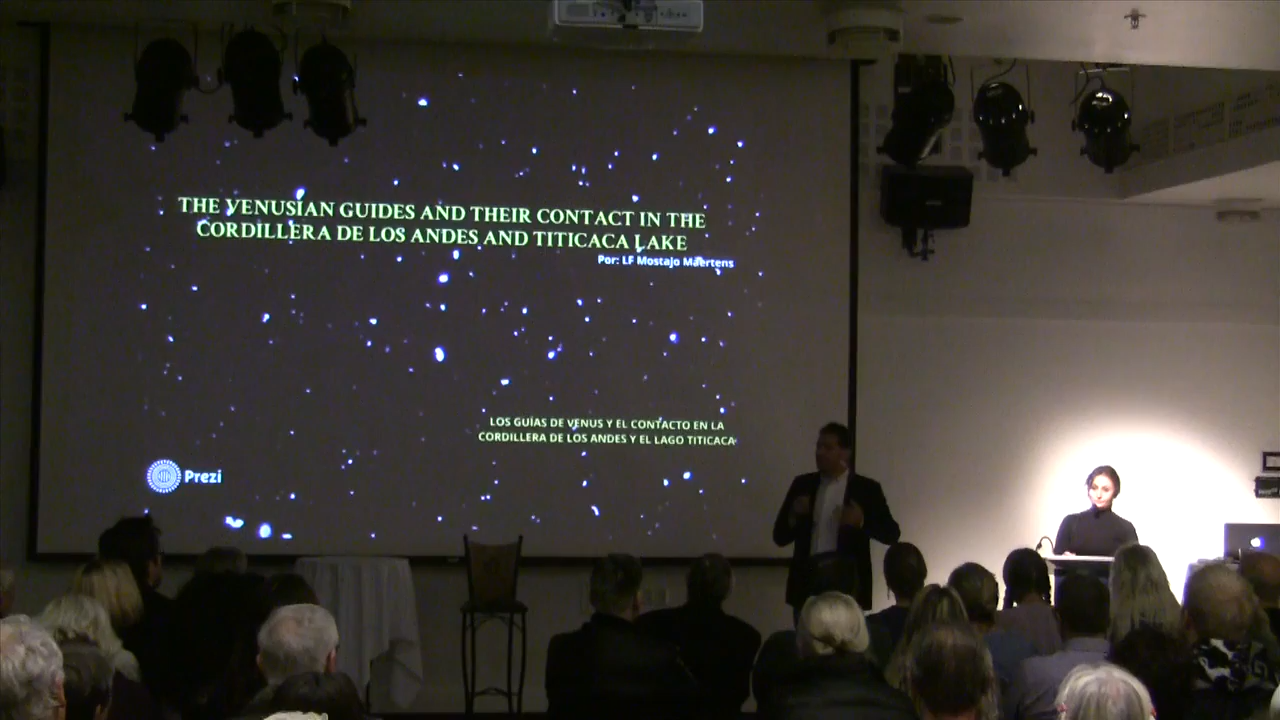 THE VENUSIAN GUIDES AND THEIR CONTACT IN THE
CORDILLERA DE LOS ANDES AND TITICACA LAKE
Por: LF Mostajo Maertens
LOS GUÍAS DE VENUS Y EL CONTACTO EN LA
CORDILLERA DE LOS ANDES Y EL LAGO TITICACA
Prezi